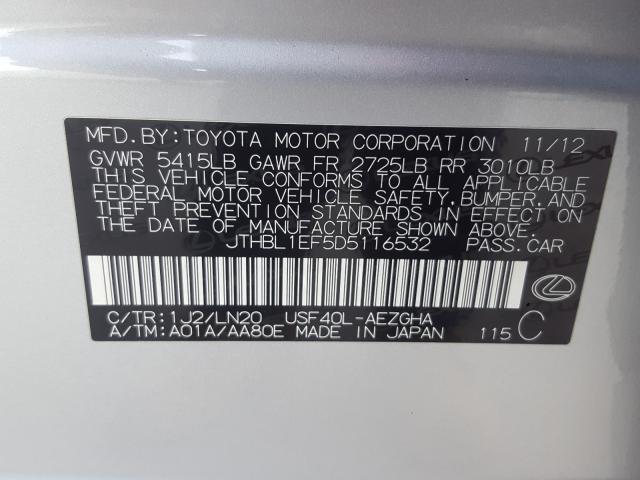 MFD.BY:TOYOTA MOTOR CORPORATION 11/12
GVWR 5415LB GAWR FR 2725LB RR 3010LB
THIS VEHICLE CONFORMS TO ALL APPLICABLE
FEDERAL MOTOR VEHICLE SAFETY,BUMPER,AND
THEFT PREVENTION STANDARDS IN EFFECT ON
THE DATE OF MANUFACTURE SHOWN ABOVE.
JTHBL1EF5D5116532 PASS.CAR
C/TR:1J2/LN20 USF40L-AEZGHA
A/TM:A01A/AA80E MADE IN JAPAN 115 C